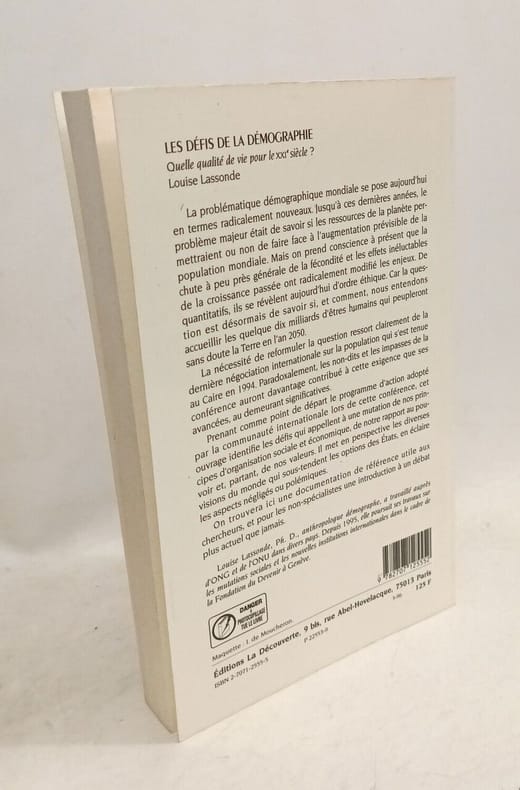 LES DÉFIS DE LA DÉMOGRAPHIE
Quelle qualité de vie pour le XXIe siècle ?
Louise Lassonde
La problématique démographique mondiale se pose aujourd'hui
en termes radicalement nouveaux. Jusqu'à ces dernières années, le
problème majeur était de savoir si les ressources de la planète per-
mettraient ou non de faire face à l'augmentation prévisible de la
population mondiale. Mais on prend conscience à présent que la
chute à peu près générale de la fécondité et les effets inéluctables
de la croissance passée ont radicalement modifié les enjeux. De
quantitatifs, ils se révèlent aujourd'hui d'ordre éthique. Car la ques-
tion est désormais de savoir si, et comment, nous entendons
accueillir les quelque dix milliards d'êtres humains qui peupleront
sans doute la Terre en l'an 2050.
La nécessité de reformuler la question ressort clairement de la
dernière négociation internationale sur la population qui s'est tenue
au Caire en 1994. Paradoxalement, les non-dits et les impasses de la
conférence auront davantage contribué à cette exigence que ses
avancées, au demeurant significatives.
Prenant comme point de départ le programme d'action adopté
par la communauté internationale lors de cette conférence, cet
ouvrage identifie les défis qui appellent à une mutation de nos prin-
cipes d'organisation sociale et économique, de notre rapport au pou-
voir et, partant, de nos valeurs. Il met en perspective les diverses
visions du monde qui sous-tendent les options des États, en éclaire
les aspects négligés ou polémiques.
On trouvera ici une documentation de référence utile aux
chercheurs, et pour les non-spécialistes une introduction à un débat
plus actuel que jamais.
Louise Lassonde, Ph. D., anthropologue démographe, a travaillé auprès
d'ONG et de l'ONU dans divers pays. Depuis 1995, elle poursuit ses travaux sur
les mutations sociales et les nouvelles institutions internationales dans le cadre de
la Fondation du Devenir à Genève.
9 782707 125552
DANGER
LE
PHOTOCOPILLAGE
TUE LE LIVRE
Maquette : I. de Moucheron.
Éditions La Découverte, 9 bis, rue Abel-Hovelacque, 75013 Paris
ISBN 2-7071-2555-5
P 22553-9
125 F